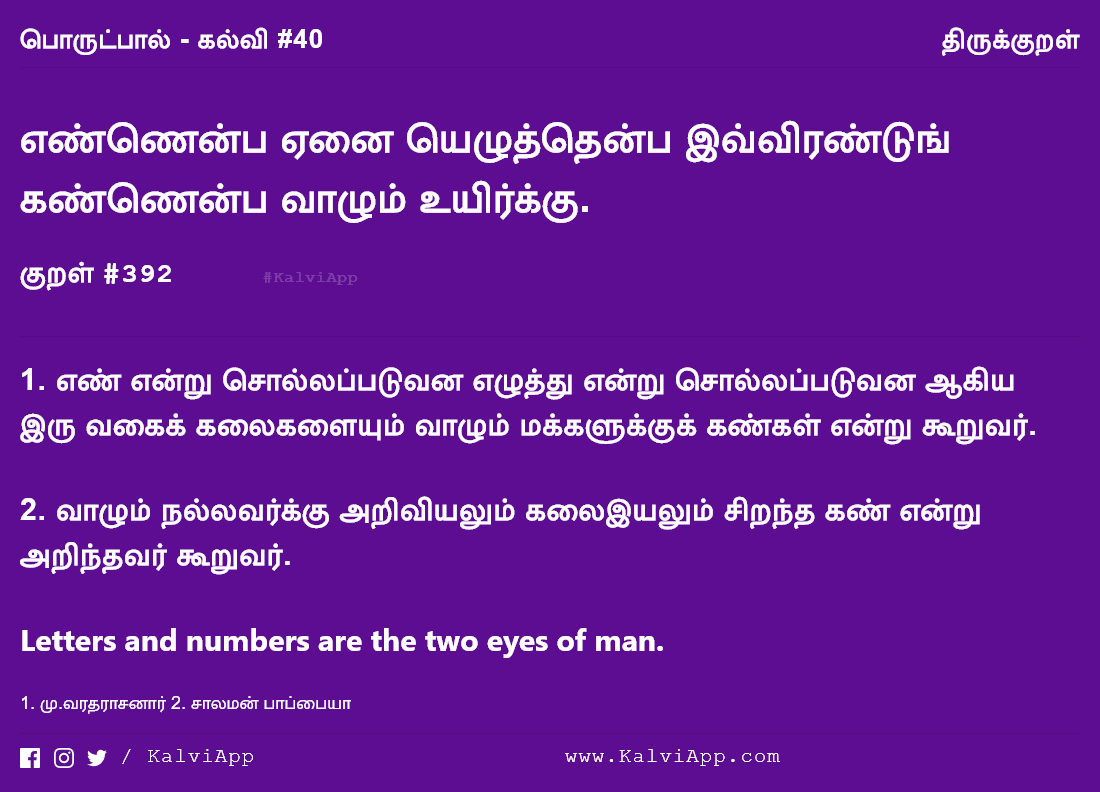 பொருட்பால் - கல்வி #40
திருக்குறள்
எண்ணென்ப ஏனை யெழுத்தென்ப இவ்விரண்டுங்
கண்ணென்ப வாழும் உயிர்க்கு.
குறள் #392
#KalviApp
1. எண் என்று சொல்லப்படுவன எழுத்து என்று சொல்லப்படுவன ஆகிய
இரு வகைக் கலைகளையும் வாழும் மக்களுக்குக் கண்கள் என்று கூறுவர்.
2. வாழும் நல்லவர்க்கு அறிவியலும் கலைஇயலும் சிறந்த கண் என்று
அறிந்தவர் கூறுவர்.
Letters and numbers are the two eyes of man.
1. மு.வரதராசனார் 2. சாலமன் பாப்பையா
/ KalviApp
www.KalviApp.com